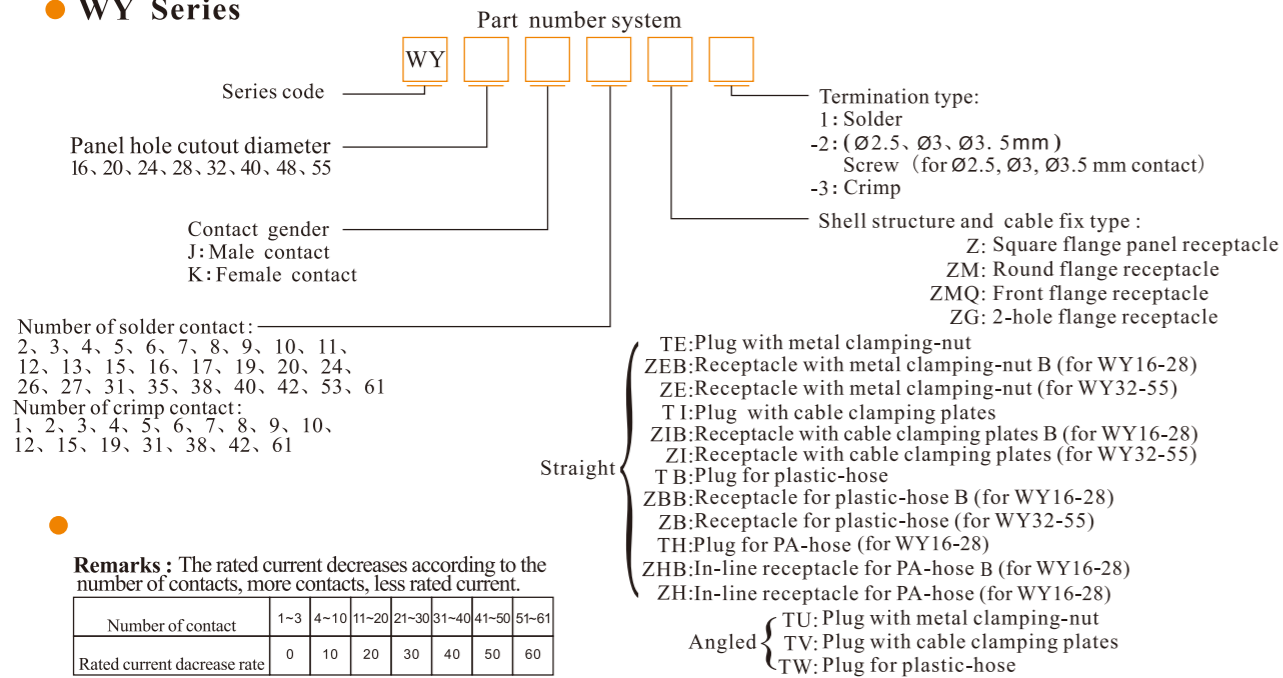 WY Series
Part number system
WY
Series code
Panel hole cutout diameter
16、20、24、28、32、40、48、55
Contact gender
J:Male contact
K:Female contact
Number of solder contact:
2、3、4、5、6、7、8、9、10、11、
12、13、15、16、17、19、20、24、
26、27、31、35、38、40、42、53、61
Number of crimp contact:
1、2、3、4、5、6、7、8、9、10、
12、15、19、31、38、42、61
Termination type:
1:Solder
-2:(Ø2.5、Ø3、Ø3. 5mm)
Screw (for Ø2.5, Ø3, Ø3.5 mm contact)
-3:Crimp
Shell structure and cable fix type :
Z: Square flange panel receptacle
ZM: Round flange receptacle
ZMQ: Front flange receptacle
ZG: 2-hole flange receptacle
Straight
TE:Plug with metal clamping-nut
ZEB:Receptacle with metal clamping-nut B (for WY16-28)
ZE:Receptacle with metal clamping-nut (for WY32-55)
T I:Plug with cable clamping plates
ZIB:Receptacle with cable clamping plates B (for WY16-28)
ZI:Receptacle with cable clamping plates (for WY32-55)
T B:Plug for plastic-hose
ZBB:Receptacle for plastic-hose B (for WY16-28)
ZB:Receptacle for plastic-hose (for WY32-55)
TH:Plug for PA-hose (for WY16-28)
ZHB:In-line receptacle for PA-hose B (for WY16-28)
ZH:In-line receptacle for PA-hose (for WY16-28)
Angled
TU: Plug with metal clamping-nut
TV: Plug with cable clamping plates
TW: Plug for plastic-hose
Remarks : The rated current decreases according to the
number of contacts, more contacts, less rated current.
Number of contact 1~3 4~10 11~20 21~30 31~40 41~50 51~61
Rated current dacrease rate 0 10 20 30 40 50 60